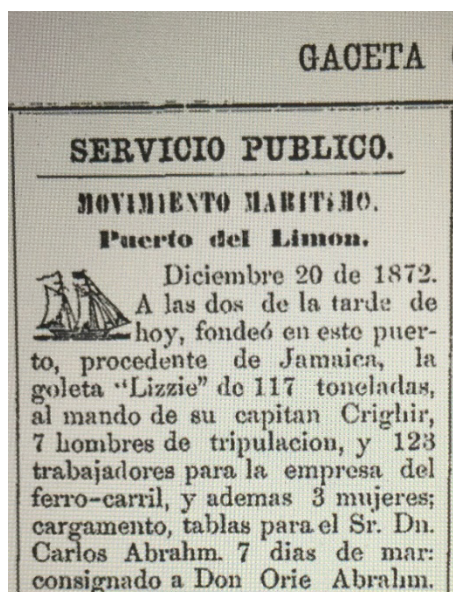 GACETA
SERVICIO PUBLICO.
MOVIMIENTO MARITIMO.
Puerto del Limon.
Diciembre 20 de 1872.
A las dos de la tarde de
hoy, fondeó en este puer-
to, procedente de Jamaica, la
goleta "Lizzie" de 117 toneladas,
al mando de su capitan Crighir,
7 hombres de tripulacion, y 123
trabajadores para la empresa del
ferro-carril, y ademas 3 mujeres;
cargamento, tablas para el Sr. Dn.
Carlos Abrahm. 7 dias de mar:
consignado a Don Orie Abrahm.